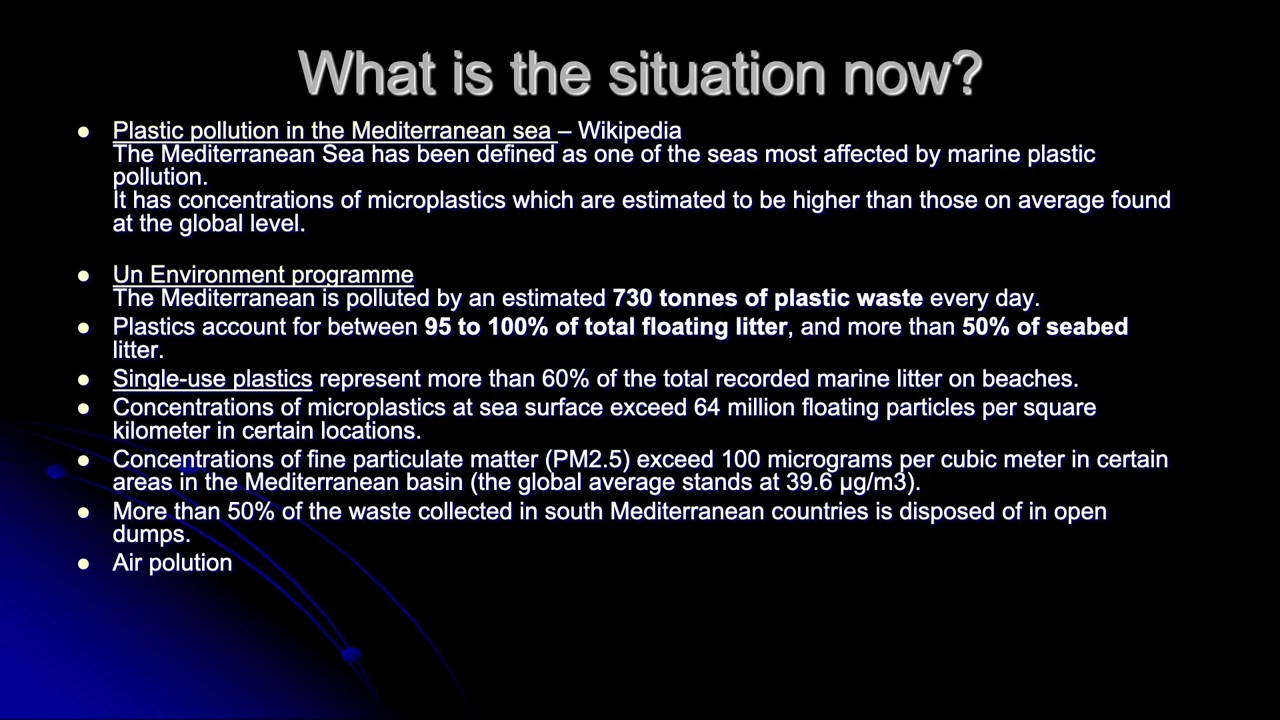 What is the situation now?
Plastic pollution in the Mediterranean sea – Wikipedia
The Mediterranean Sea has been defined as one of the seas most affected by marine plastic
pollution.
It has concentrations of microplastics which are estimated to be higher than those on average found
at the global level.
Un Environment programme
The Mediterranean is polluted by an estimated 730 tonnes of plastic waste every day.
Plastics account for between 95 to 100% of total floating litter, and more than 50% of seabed
litter.
Single-use plastics represent more than 60% of the total recorded marine litter on beaches.
Concentrations of microplastics at sea surface exceed 64 million floating particles per square
kilometer in certain locations.
Concentrations of fine particulate matter (PM2.5) exceed 100 micrograms per cubic meter in certain
areas in the Mediterranean basin (the global average stands at 39.6 µg/m3).
More than 50% of the waste collected in south Mediterranean countries is disposed of in open
dumps.
Air polution